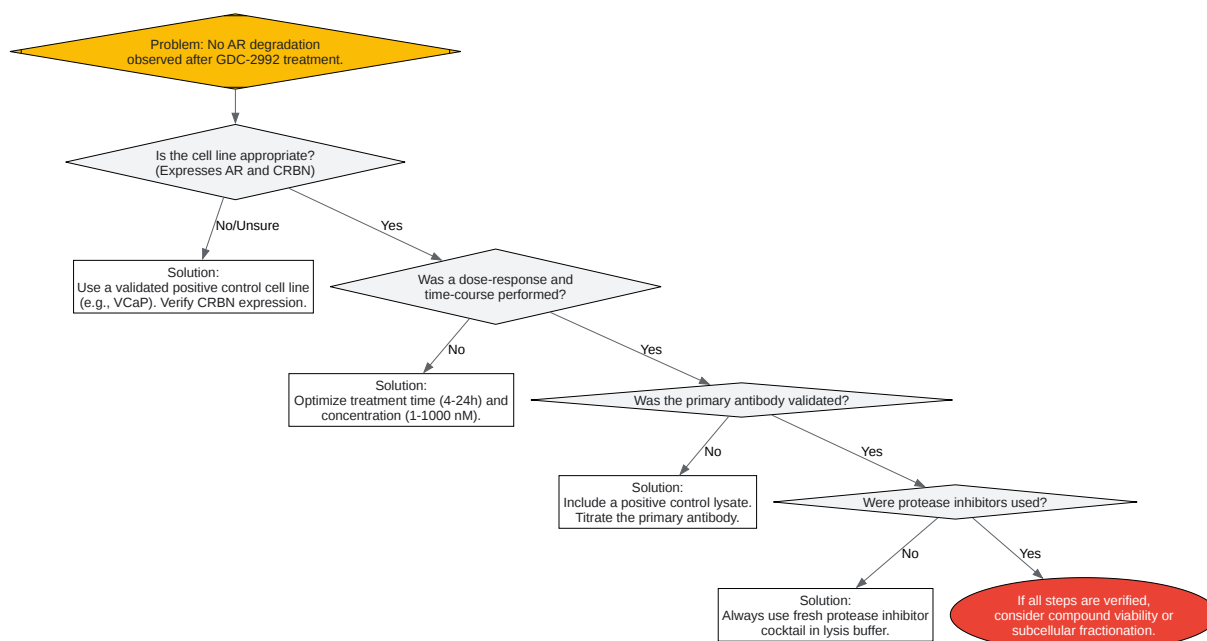 Problem: No AR degradation
observed after GDC-2992 treatment.
Is the cell line appropriate?
(Expresses AR and CRBN)
No/Unsure
Yes
Solution:
Use a validated positive control cell line
(e.g., VCaP). Verify CRBN expression.
Was a dose-response and
time-course performed?
No
Yes
Solution:
Optimize treatment time (4-24h) and
concentration (1-1000 nM).
Was the primary antibody validated?
No
Yes
Solution:
Include a positive control lysate.
Titrate the primary antibody.
Were protease inhibitors used?
No
Yes
Solution:
Always use fresh protease inhibitor
cocktail in lysis buffer.
If all steps are verified,
consider compound viability or
subcellular fractionation.